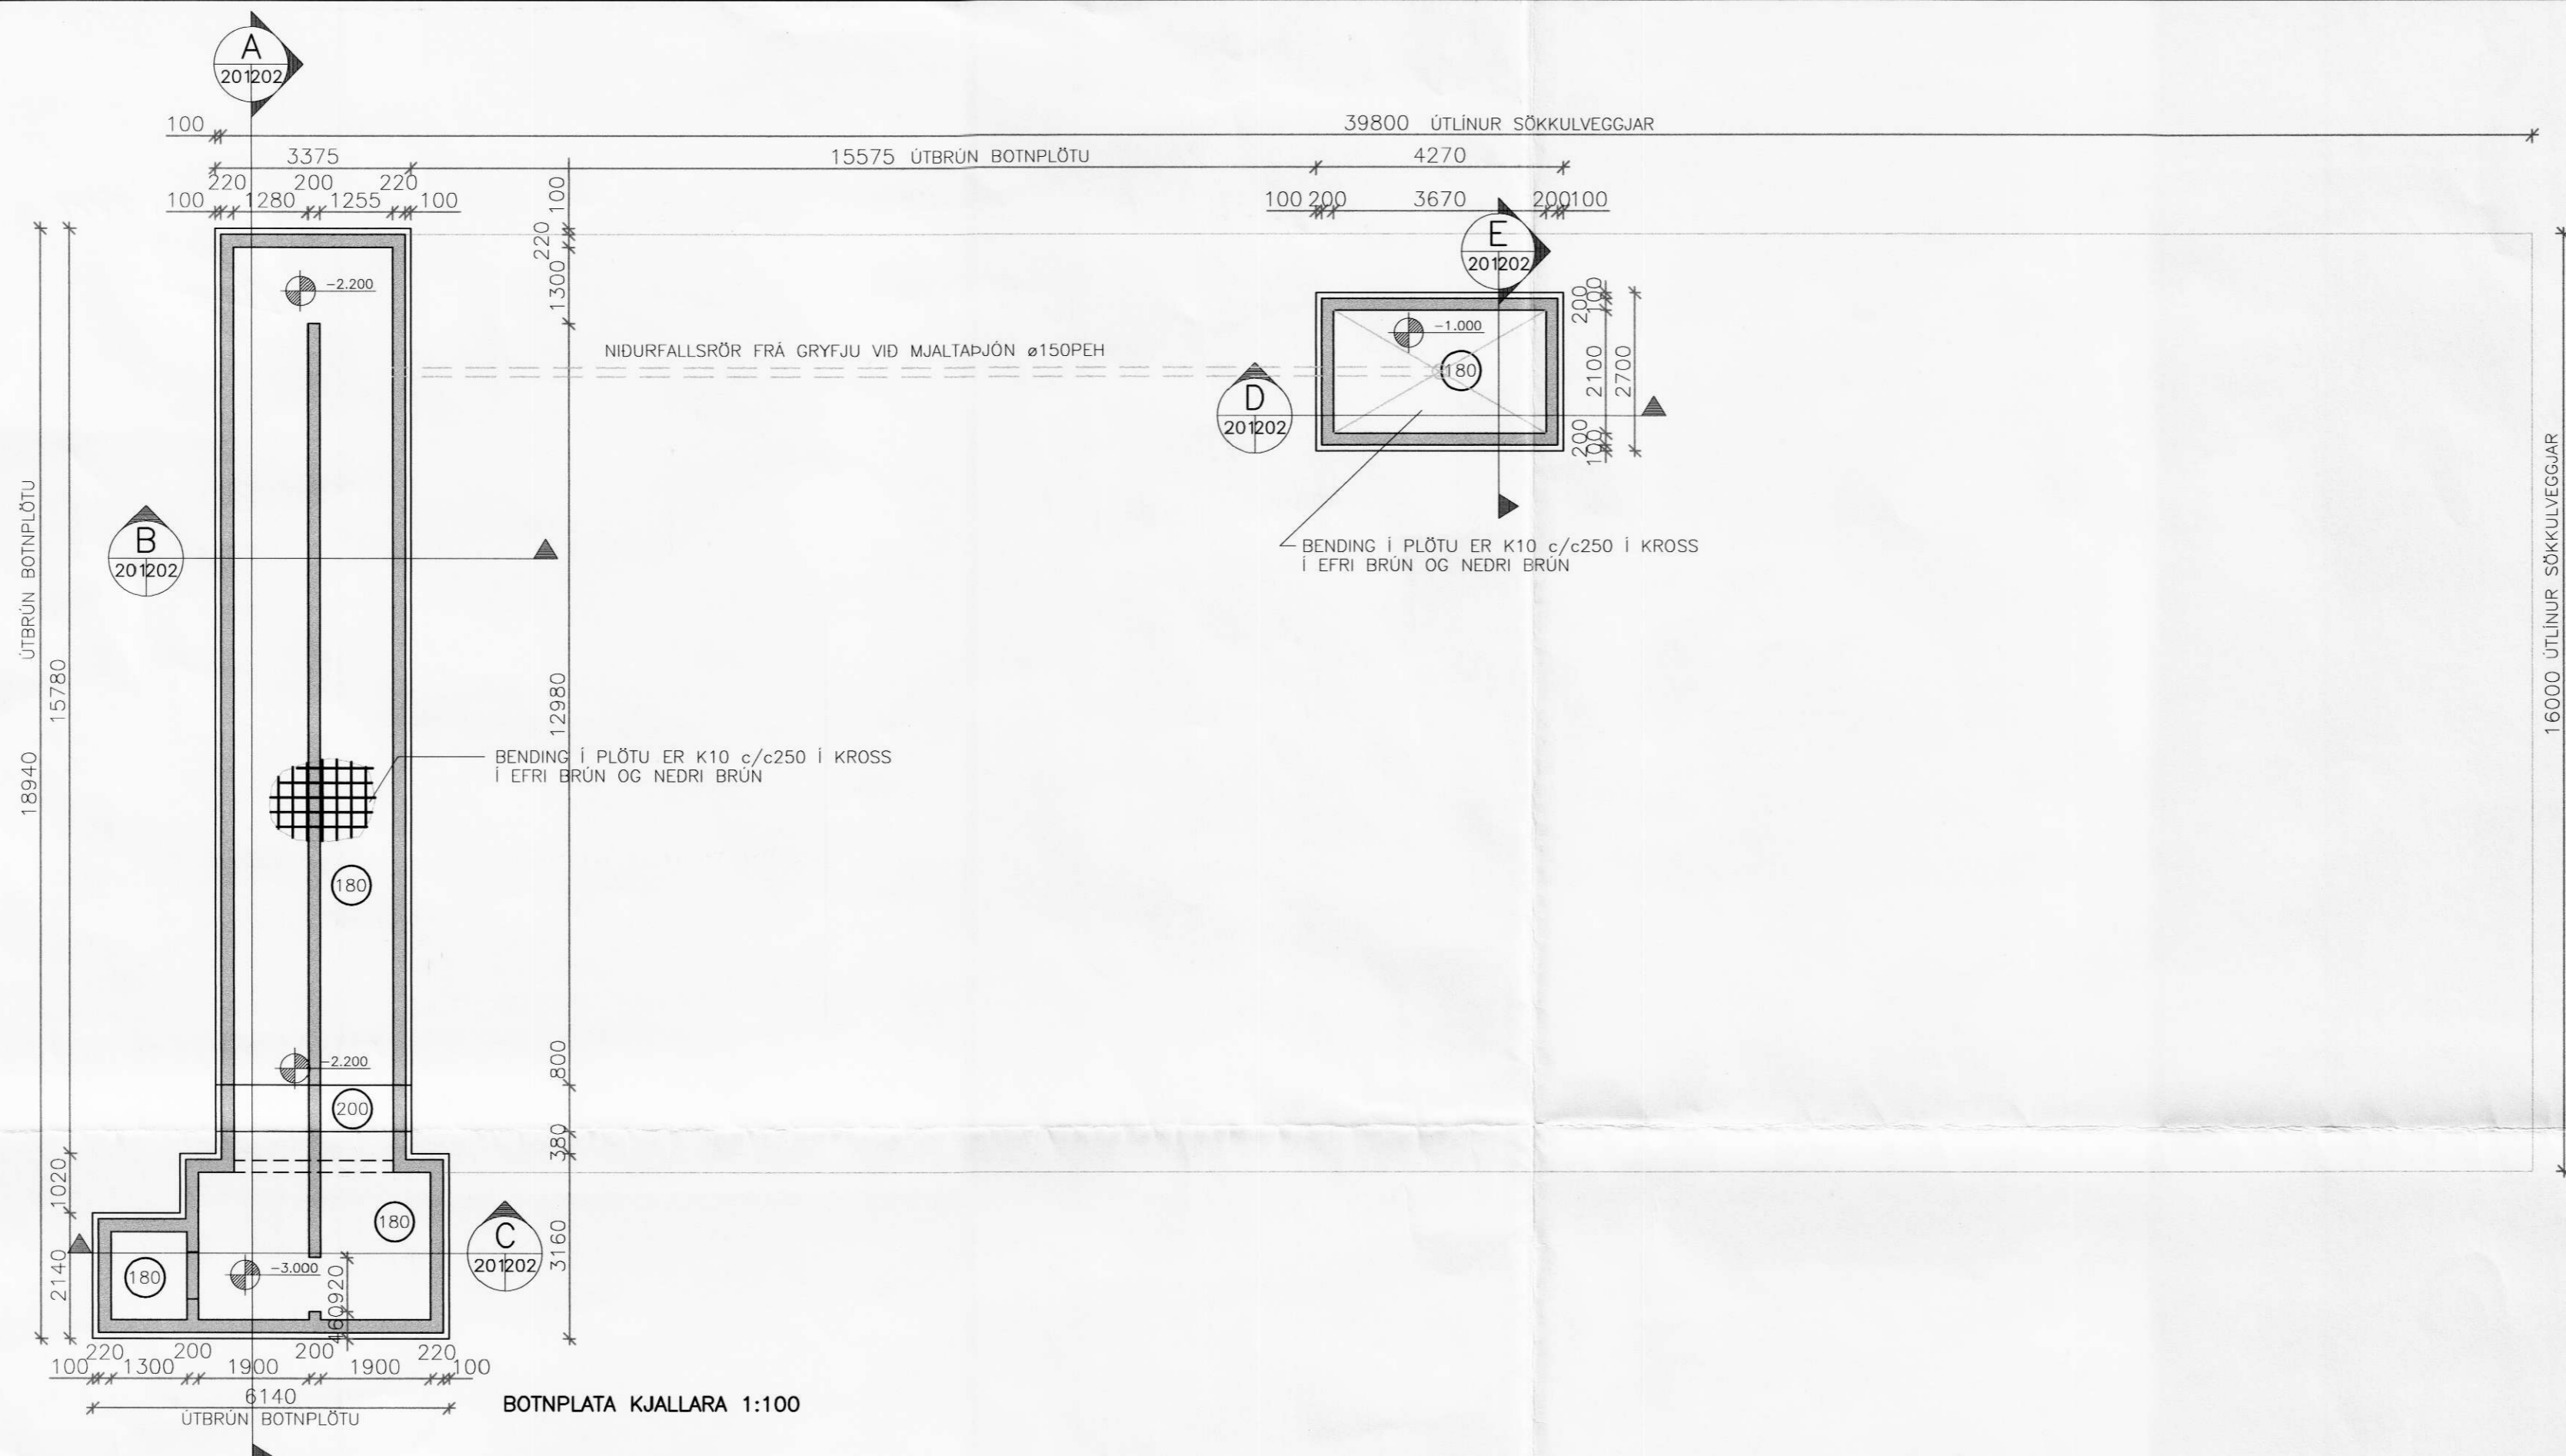 A
201202
100
39800 ÚTLÍNUR SÖKKULVEGGJAR
3375
15575 ÚTBRÚN BOTNPLÖTU
4270
220 200 220
100 1280 1255 100
100 200 3670 200 100
100
220
1300
E
201202
-2.200
-1.000
180
200
100
2100
2700
200
100
NIÐURFALLSRÖR FRÁ GRYFJU VIÐ MJALTAÞJÓN ø150PEH
D
201202
B
201202
BENDING Í PLÖTU ER K10 c/c250 Í KROSS
Í EFRI BRÚN OG NEÐRI BRÚN
ÚTBRÚN BOTNPLÖTU
18940
15780
16000 ÚTLÍNUR SÖKKULVEGGJAR
12980
BENDING Í PLÖTU ER K10 c/c250 Í KROSS
Í EFRI BRÚN OG NEÐRI BRÚN
180
-2.200
800
200
380
1020
180
C
201202
3160
2140
180
-3.000
920
460
220 200 200 220
100 1300 1900 1900 100
6140
ÚTBRÚN BOTNPLÖTU
BOTNPLATA KJALLARA 1:100